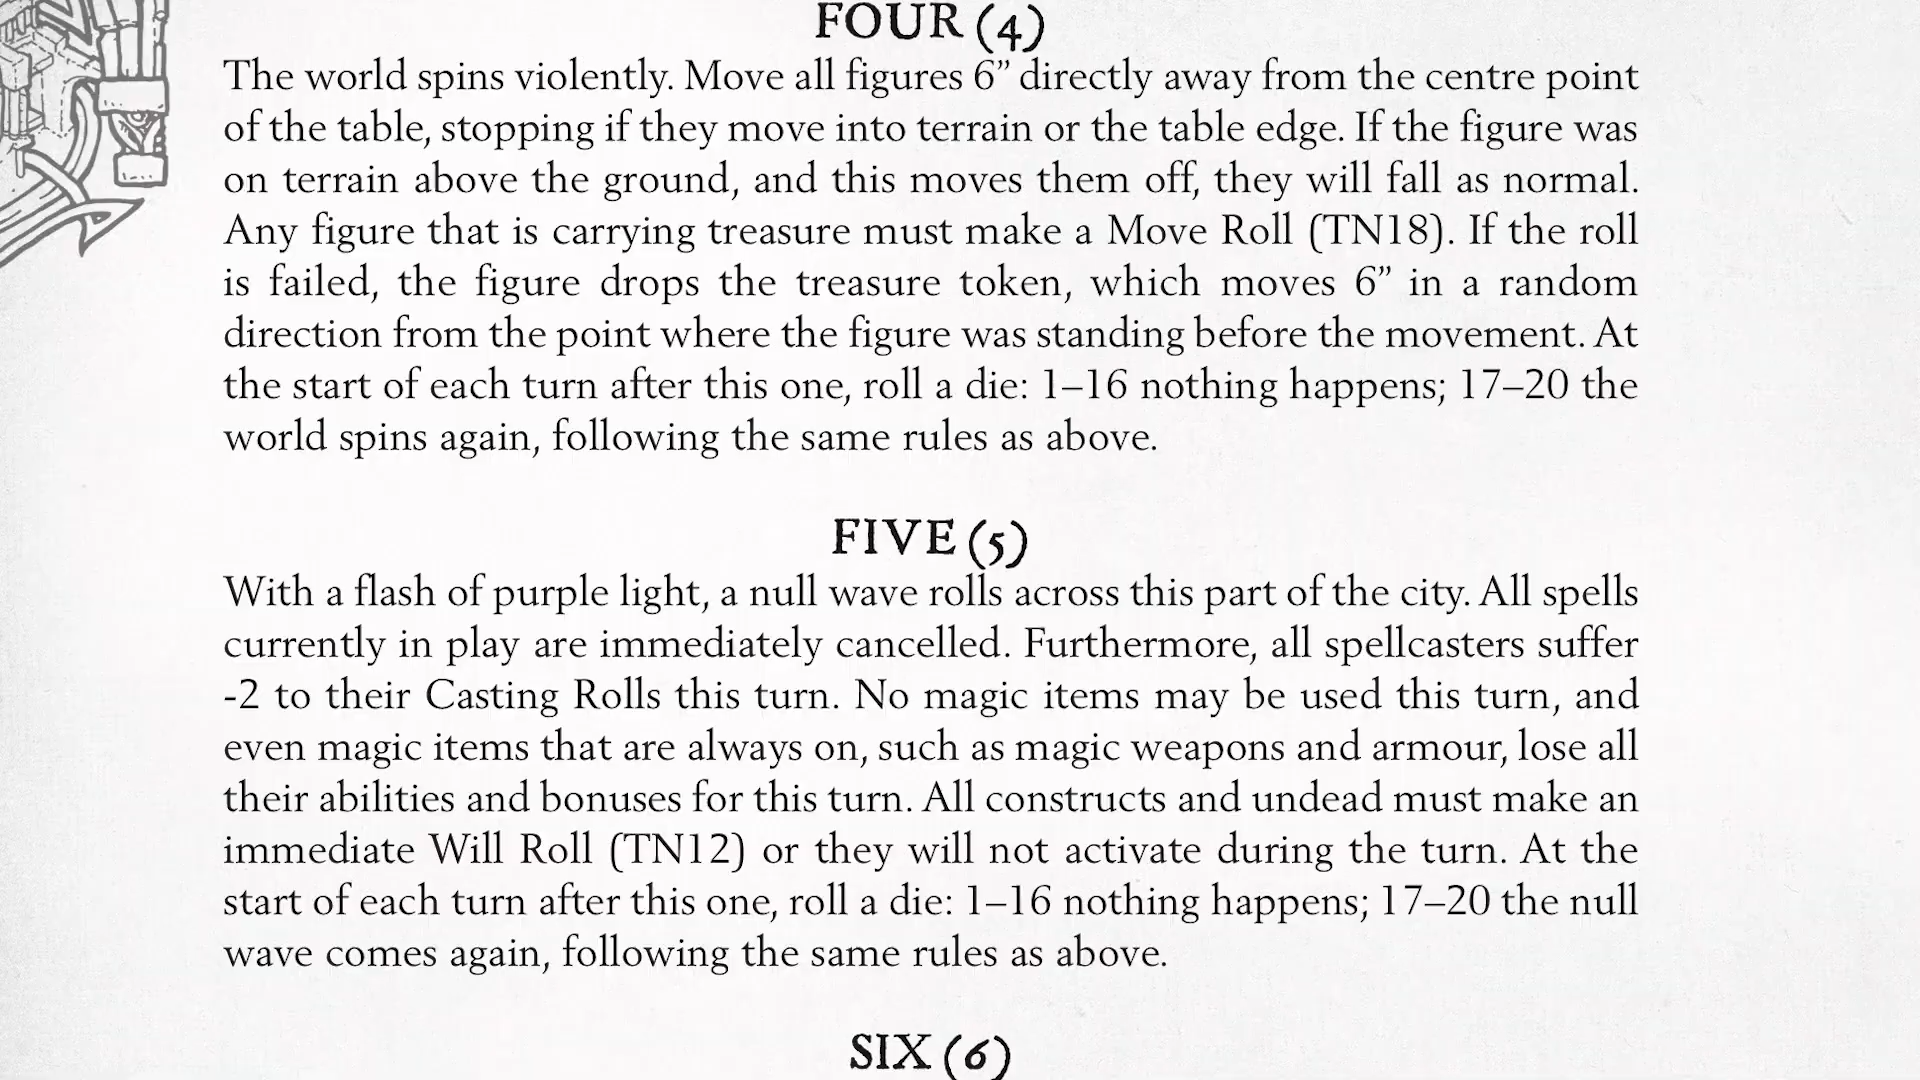 FOUR (4)
The world spins violently. Move all figures 6” directly away from the centre point
of the table, stopping if they move into terrain or the table edge. If the figure was
on terrain above the ground, and this moves them off, they will fall as normal.
Any figure that is carrying treasure must make a Move Roll (TN18). If the roll
is failed, the figure drops the treasure token, which moves 6” in a random
direction from the point where the figure was standing before the movement. At
the start of each turn after this one, roll a die: 1–16 nothing happens; 17–20 the
world spins again, following the same rules as above.
FIVE (5)
With a flash of purple light, a null wave rolls across this part of the city. All spells
currently in play are immediately cancelled. Furthermore, all spellcasters suffer
-2 to their Casting Rolls this turn. No magic items may be used this turn, and
even magic items that are always on, such as magic weapons and armour, lose all
their abilities and bonuses for this turn. All constructs and undead must make an
immediate Will Roll (TN12) or they will not activate during the turn. At the
start of each turn after this one, roll a die: 1–16 nothing happens; 17–20 the null
wave comes again, following the same rules as above.
SIX (6)